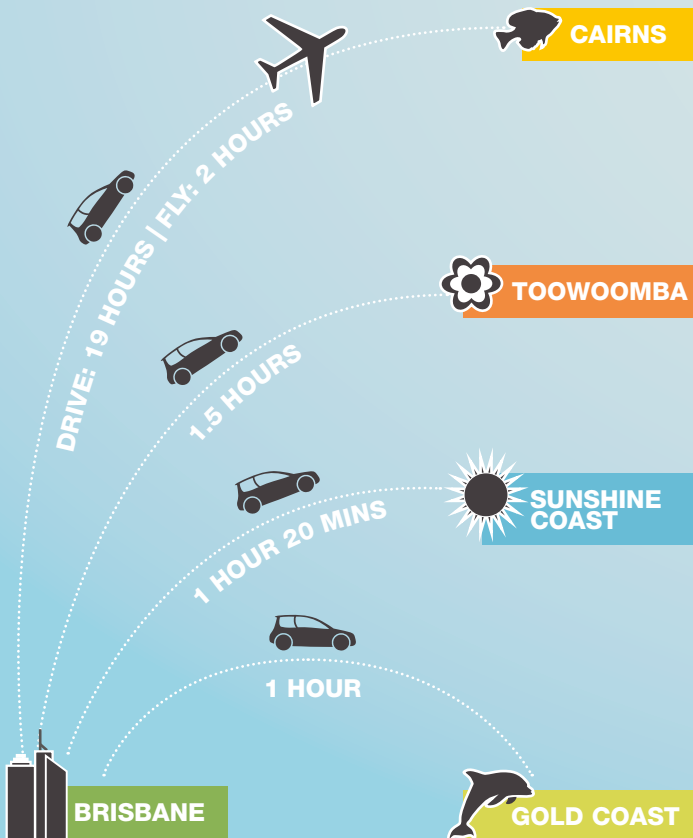 CAIRNS
DRIVE: 19 HOURS | FLY: 2 HOURS
TOOWOOMBA
1.5 HOURS
SUNSHINE
COAST
1 HOUR 20 MINS
1 HOUR
BRISBANE
GOLD COAST